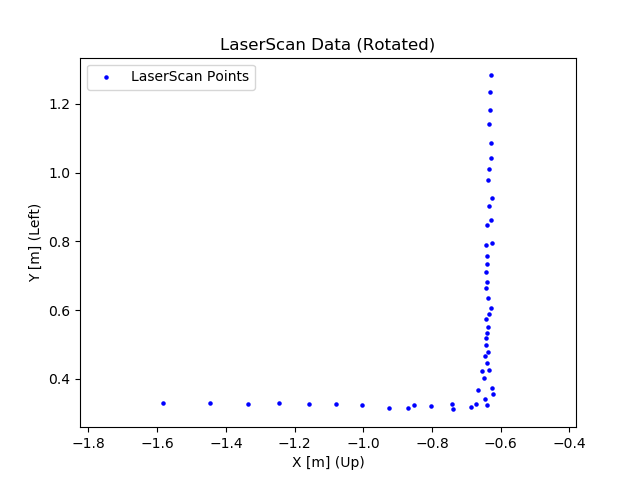 LaserScan Data (Rotated)
LaserScan Points
1.2
1.0
0.8
0.6
0.4
Y [m] (Left)
−1.8 −1.6 −1.4 −1.2 −1.0 −0.8 −0.6 −0.4
X [m] (Up)